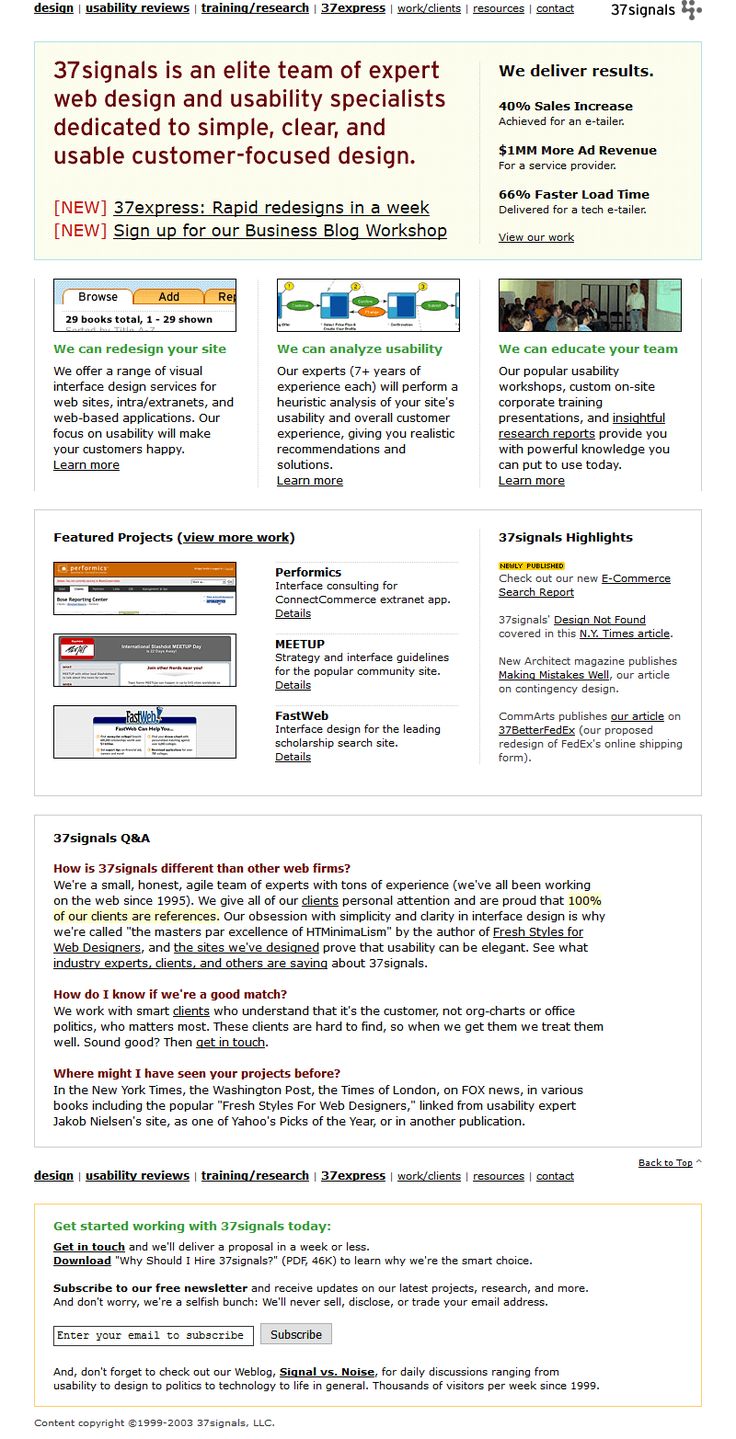 design | usability reviews | training/research | 37express | work/clients | resources | contact
37signals
37signals is an elite team of expert
web design and usability specialists
dedicated to simple, clear, and
usable customer-focused design.
[NEW] 37express: Rapid redesigns in a week
[NEW] Sign up for our Business Blog Workshop
We deliver results.
40% Sales Increase
Achieved for an e-tailer.
$1MM More Ad Revenue
For a service provider.
66% Faster Load Time
Delivered for a tech e-tailer.
View our work
Browse Add Rep
29 books total, 1 - 29 shown
Sorted by Title A-Z
We can redesign your site
We offer a range of visual
interface design services for
web sites, intra/extranets, and
web-based applications. Our
focus on usability will make
your customers happy.
Learn more
1 2 3
We can analyze usability
Our experts (7+ years of
experience each) will perform a
heuristic analysis of your site's
usability and overall customer
experience, giving you realistic
recommendations and
solutions.
Learn more
We can educate your team
Our popular usability
workshops, custom on-site
corporate training
presentations, and insightful
research reports provide you
with powerful knowledge you
can put to use today.
Learn more
Featured Projects (view more work)
performics
Bose Reporting Center
Performics
Interface consulting for
ConnectCommerce extranet app.
Details
International Slashdot MEETUP Day
MEETUP
Strategy and interface guidelines
for the popular community site.
Details
FastWeb
FastWeb Can Help You...
FastWeb
Interface design for the leading
scholarship search site.
Details
37signals Highlights
NEWLY PUBLISHED
Check out our new E-Commerce
Search Report
37signals' Design Not Found
covered in this N.Y. Times article.
New Architect magazine publishes
Making Mistakes Well, our article
on contingency design.
CommArts publishes our article on
37BetterFedEx (our proposed
redesign of FedEx's online shipping
form).
37signals Q&A
How is 37signals different than other web firms?
We're a small, honest, agile team of experts with tons of experience (we've all been working
on the web since 1995). We give all of our clients personal attention and are proud that 100%
of our clients are references. Our obsession with simplicity and clarity in interface design is why
we're called "the masters par excellence of HTMinimaLism" by the author of Fresh Styles for
Web Designers, and the sites we've designed prove that usability can be elegant. See what
industry experts, clients, and others are saying about 37signals.
How do I know if we're a good match?
We work with smart clients who understand that it's the customer, not org-charts or office
politics, who matters most. These clients are hard to find, so when we get them we treat them
well. Sound good? Then get in touch.
Where might I have seen your projects before?
In the New York Times, the Washington Post, the Times of London, on FOX news, in various
books including the popular "Fresh Styles For Web Designers," linked from usability expert
Jakob Nielsen's site, as one of Yahoo's Picks of the Year, or in another publication.
Back to Top ^
design | usability reviews | training/research | 37express | work/clients | resources | contact
Get started working with 37signals today:
Get in touch and we'll deliver a proposal in a week or less.
Download "Why Should I Hire 37signals?" (PDF, 46K) to learn why we're the smart choice.
Subscribe to our free newsletter and receive updates on our latest projects, research, and more.
And don't worry, we're a selfish bunch: We'll never sell, disclose, or trade your email address.
Enter your email to subscribe Subscribe
And, don't forget to check out our Weblog, Signal vs. Noise, for daily discussions ranging from
usability to design to politics to technology to life in general. Thousands of visitors per week since 1999.
Content copyright ©1999-2003 37signals, LLC.